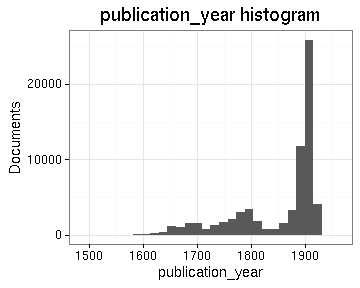 publication_year histogram
Documents
20000
10000
0
1500 1600 1700 1800 1900
publication_year